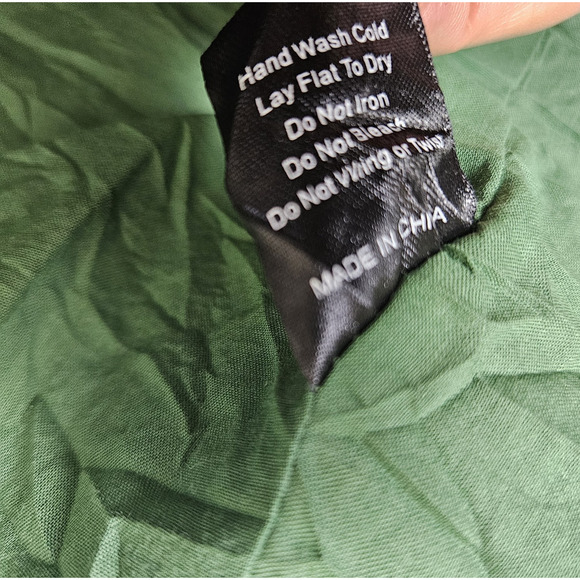 Hand Wash Cold
Lay Flat To Dry
Do Not Iron
Do Not Bleach
Do Not Wring or Twist
MADE IN CHIA